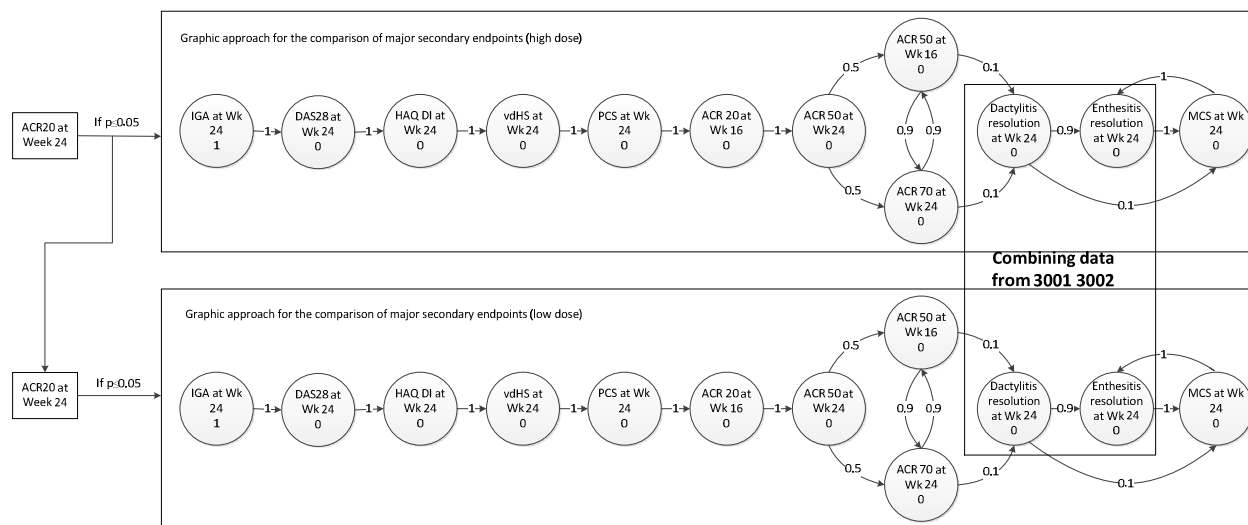 Graphic approach for the comparison of major secondary endpoints (high dose)
ACR20 at
Week 24
If p≤0.05
IGA at Wk
24
1
1
DAS28 at
Wk 24
0
1
HAQ DI at
Wk 24
0
1
vdHS at
Wk 24
0
1
PCS at Wk
24
0
1
ACR 20 at
Wk 16
0
1
ACR 50 at
Wk 24
0
0.5
0.5
ACR 50 at
Wk 16
0
0.9
0.9
ACR 70 at
Wk 24
0
0.1
0.1
Dactylitis
resolution
at Wk 24
0
0.9
Enthesitis
resolution
at Wk 24
0
1
1
MCS at Wk
24
0
0.1
Combining data
from 3001 3002
Graphic approach for the comparison of major secondary endpoints (low dose)
ACR20 at
Week 24
If p≤0.05
IGA at Wk
24
1
1
DAS28 at
Wk 24
0
1
HAQ DI at
Wk 24
0
1
vdHS at
Wk 24
0
1
PCS at Wk
24
0
1
ACR 20 at
Wk 16
0
1
ACR 50 at
Wk 24
0
0.5
0.5
ACR 50 at
Wk 16
0
0.9
0.9
ACR 70 at
Wk 24
0
0.1
0.1
Dactylitis
resolution
at Wk 24
0
0.9
Enthesitis
resolution
at Wk 24
0
1
1
MCS at Wk
24
0
0.1